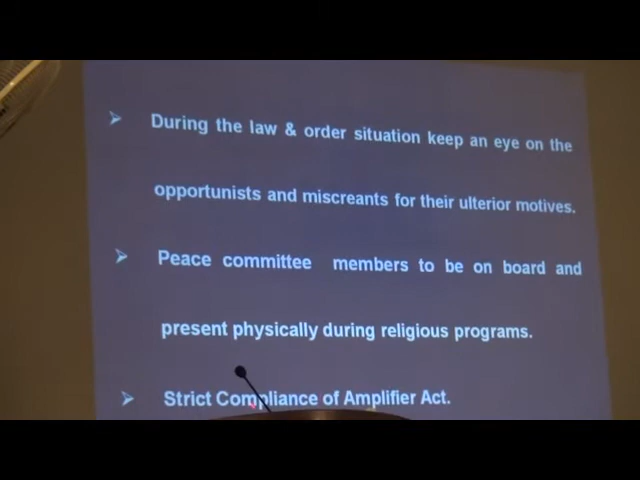 ➢ During the law & order situation keep an eye on the
opportunists and miscreants for their ulterior motives.
➢ Peace committee members to be on board and
present physically during religious programs.
➢ Strict Compliance of Amplifier Act.